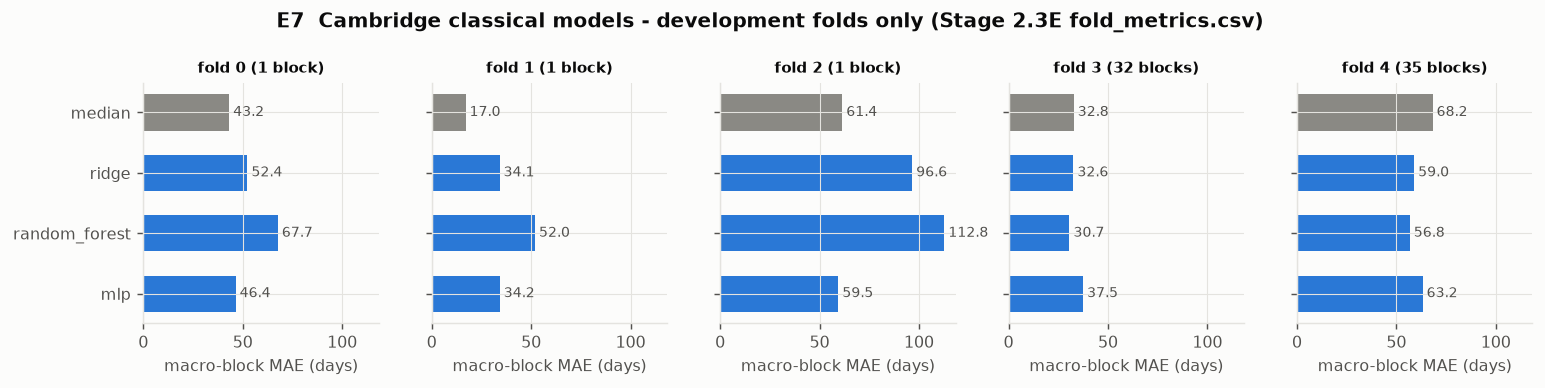 E7  Cambridge classical models - development folds only (Stage 2.3E fold_metrics.csv)
fold 0 (1 block)
fold 1 (1 block)
fold 2 (1 block)
fold 3 (32 blocks)
fold 4 (35 blocks)
median
43.2
17.0
61.4
32.8
68.2
ridge
52.4
34.1
96.6
32.6
59.0
random_forest
67.7
52.0
112.8
30.7
56.8
mlp
46.4
34.2
59.5
37.5
63.2
0 50 100
0 50 100
0 50 100
0 50 100
0 50 100
macro-block MAE (days)
macro-block MAE (days)
macro-block MAE (days)
macro-block MAE (days)
macro-block MAE (days)